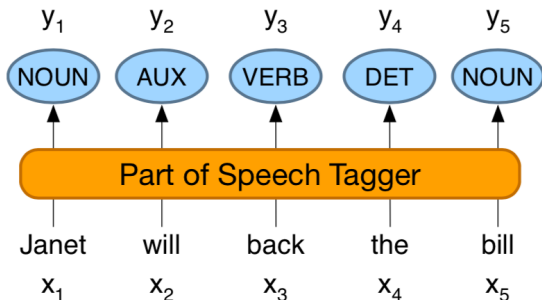 y1 y2 y3 y4 y5
NOUN AUX VERB DET NOUN
Part of Speech Tagger
Janet will back the bill
x1 x2 x3 x4 x5